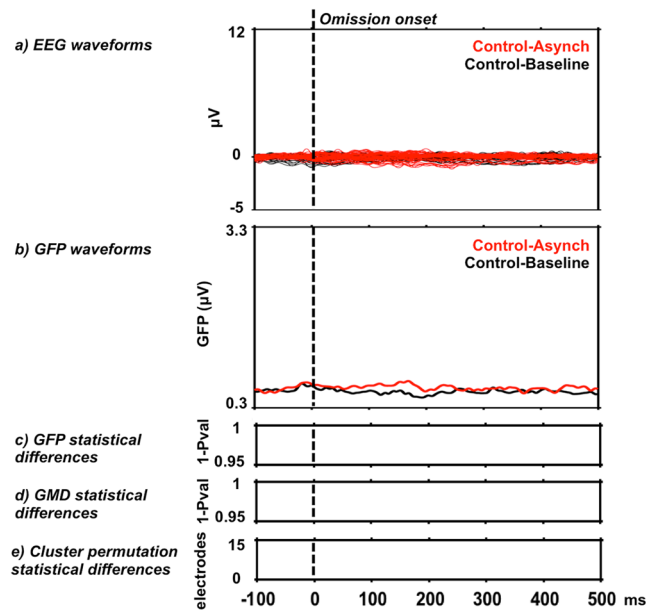 Omission onset
a) EEG waveforms
12
Control-Asynch
Control-Baseline
µV
0
-5
b) GFP waveforms
3.3
Control-Asynch
Control-Baseline
GFP (µV)
0.3
c) GFP statistical
differences
1-Pval
1
0.95
d) GMD statistical
differences
1-Pval
1
0.95
e) Cluster permutation
statistical differences
electrodes
15
0
-100 0 100 200 300 400 500 ms